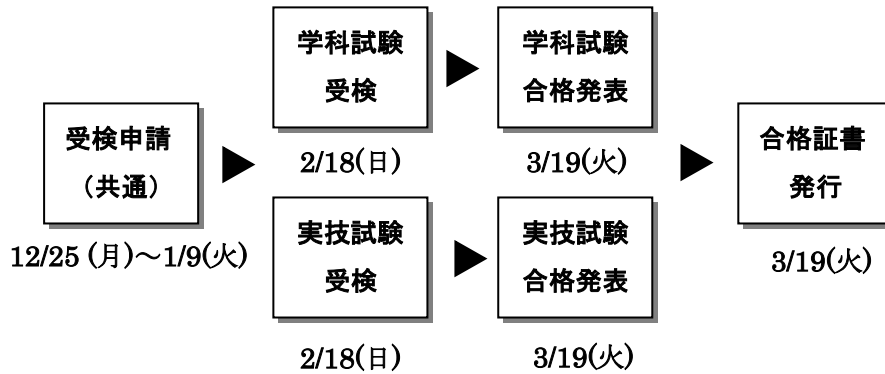 受検申請
（共通）
12/25 (月)～1/9(火)
学科試験
受検
2/18(日)
学科試験
合格発表
3/19(火)
実技試験
受検
2/18(日)
実技試験
合格発表
3/19(火)
合格証書
発行
3/19(火)